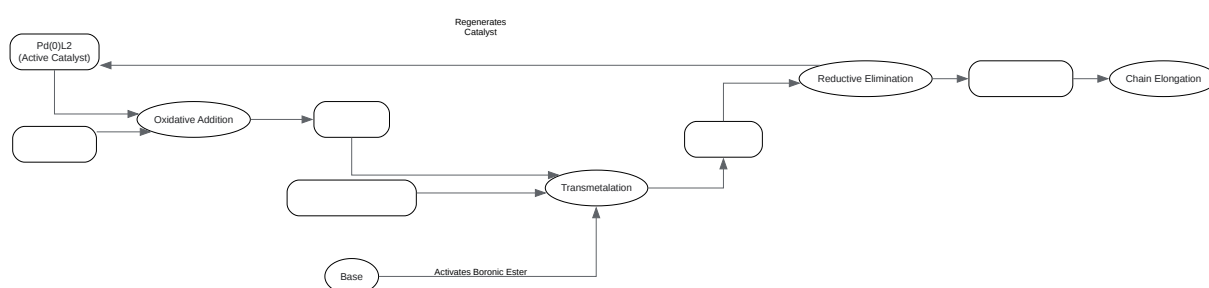 Regenerates
Catalyst
Pd(0)L2
(Active Catalyst)
Reductive Elimination
Chain Elongation
Oxidative Addition
Transmetalation
Base
Activates Boronic Ester